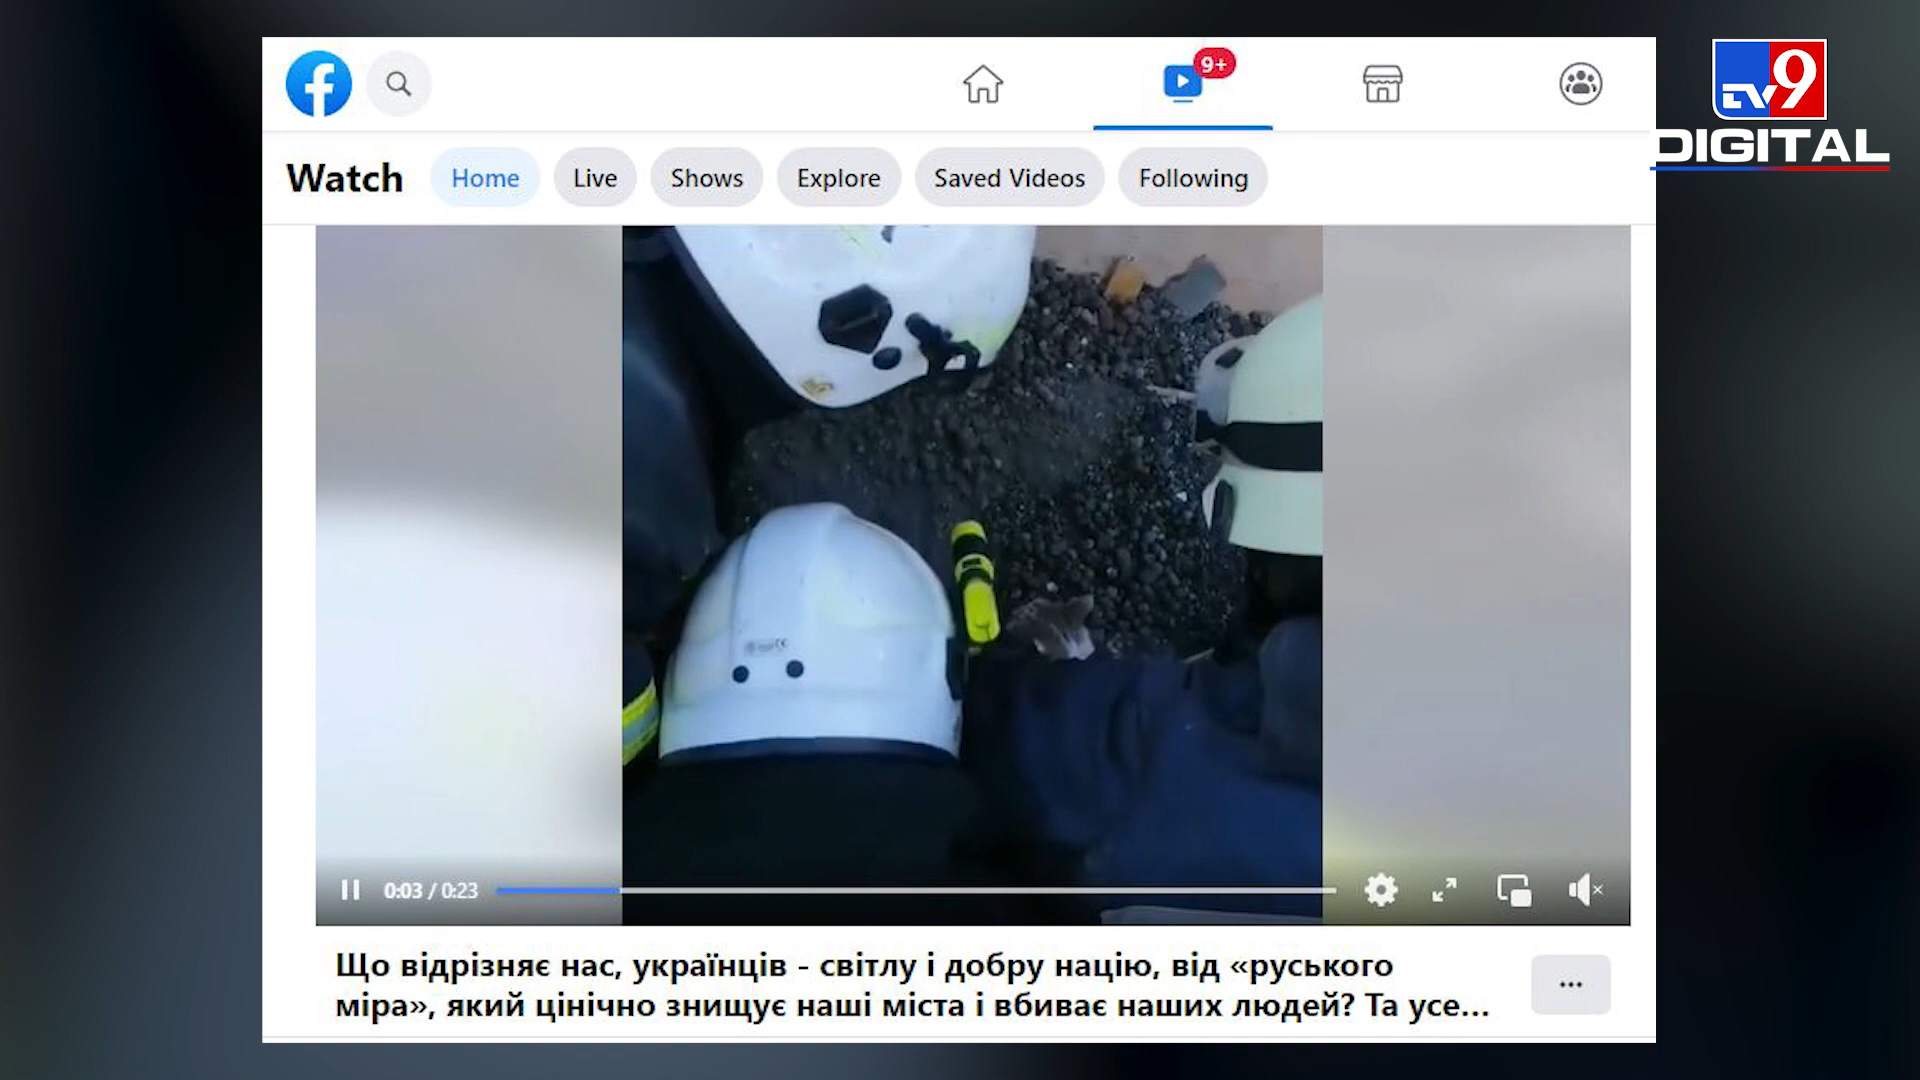 9+
TV9
DIGITAL
Watch
Home
Live
Shows
Explore
Saved Videos
Following
0:03 / 0:23
Що відрізняє нас, українців - світлу і добру націю, від «руського
міра», який цінічно знищує наші міста і вбиває наших людей? Та усе...